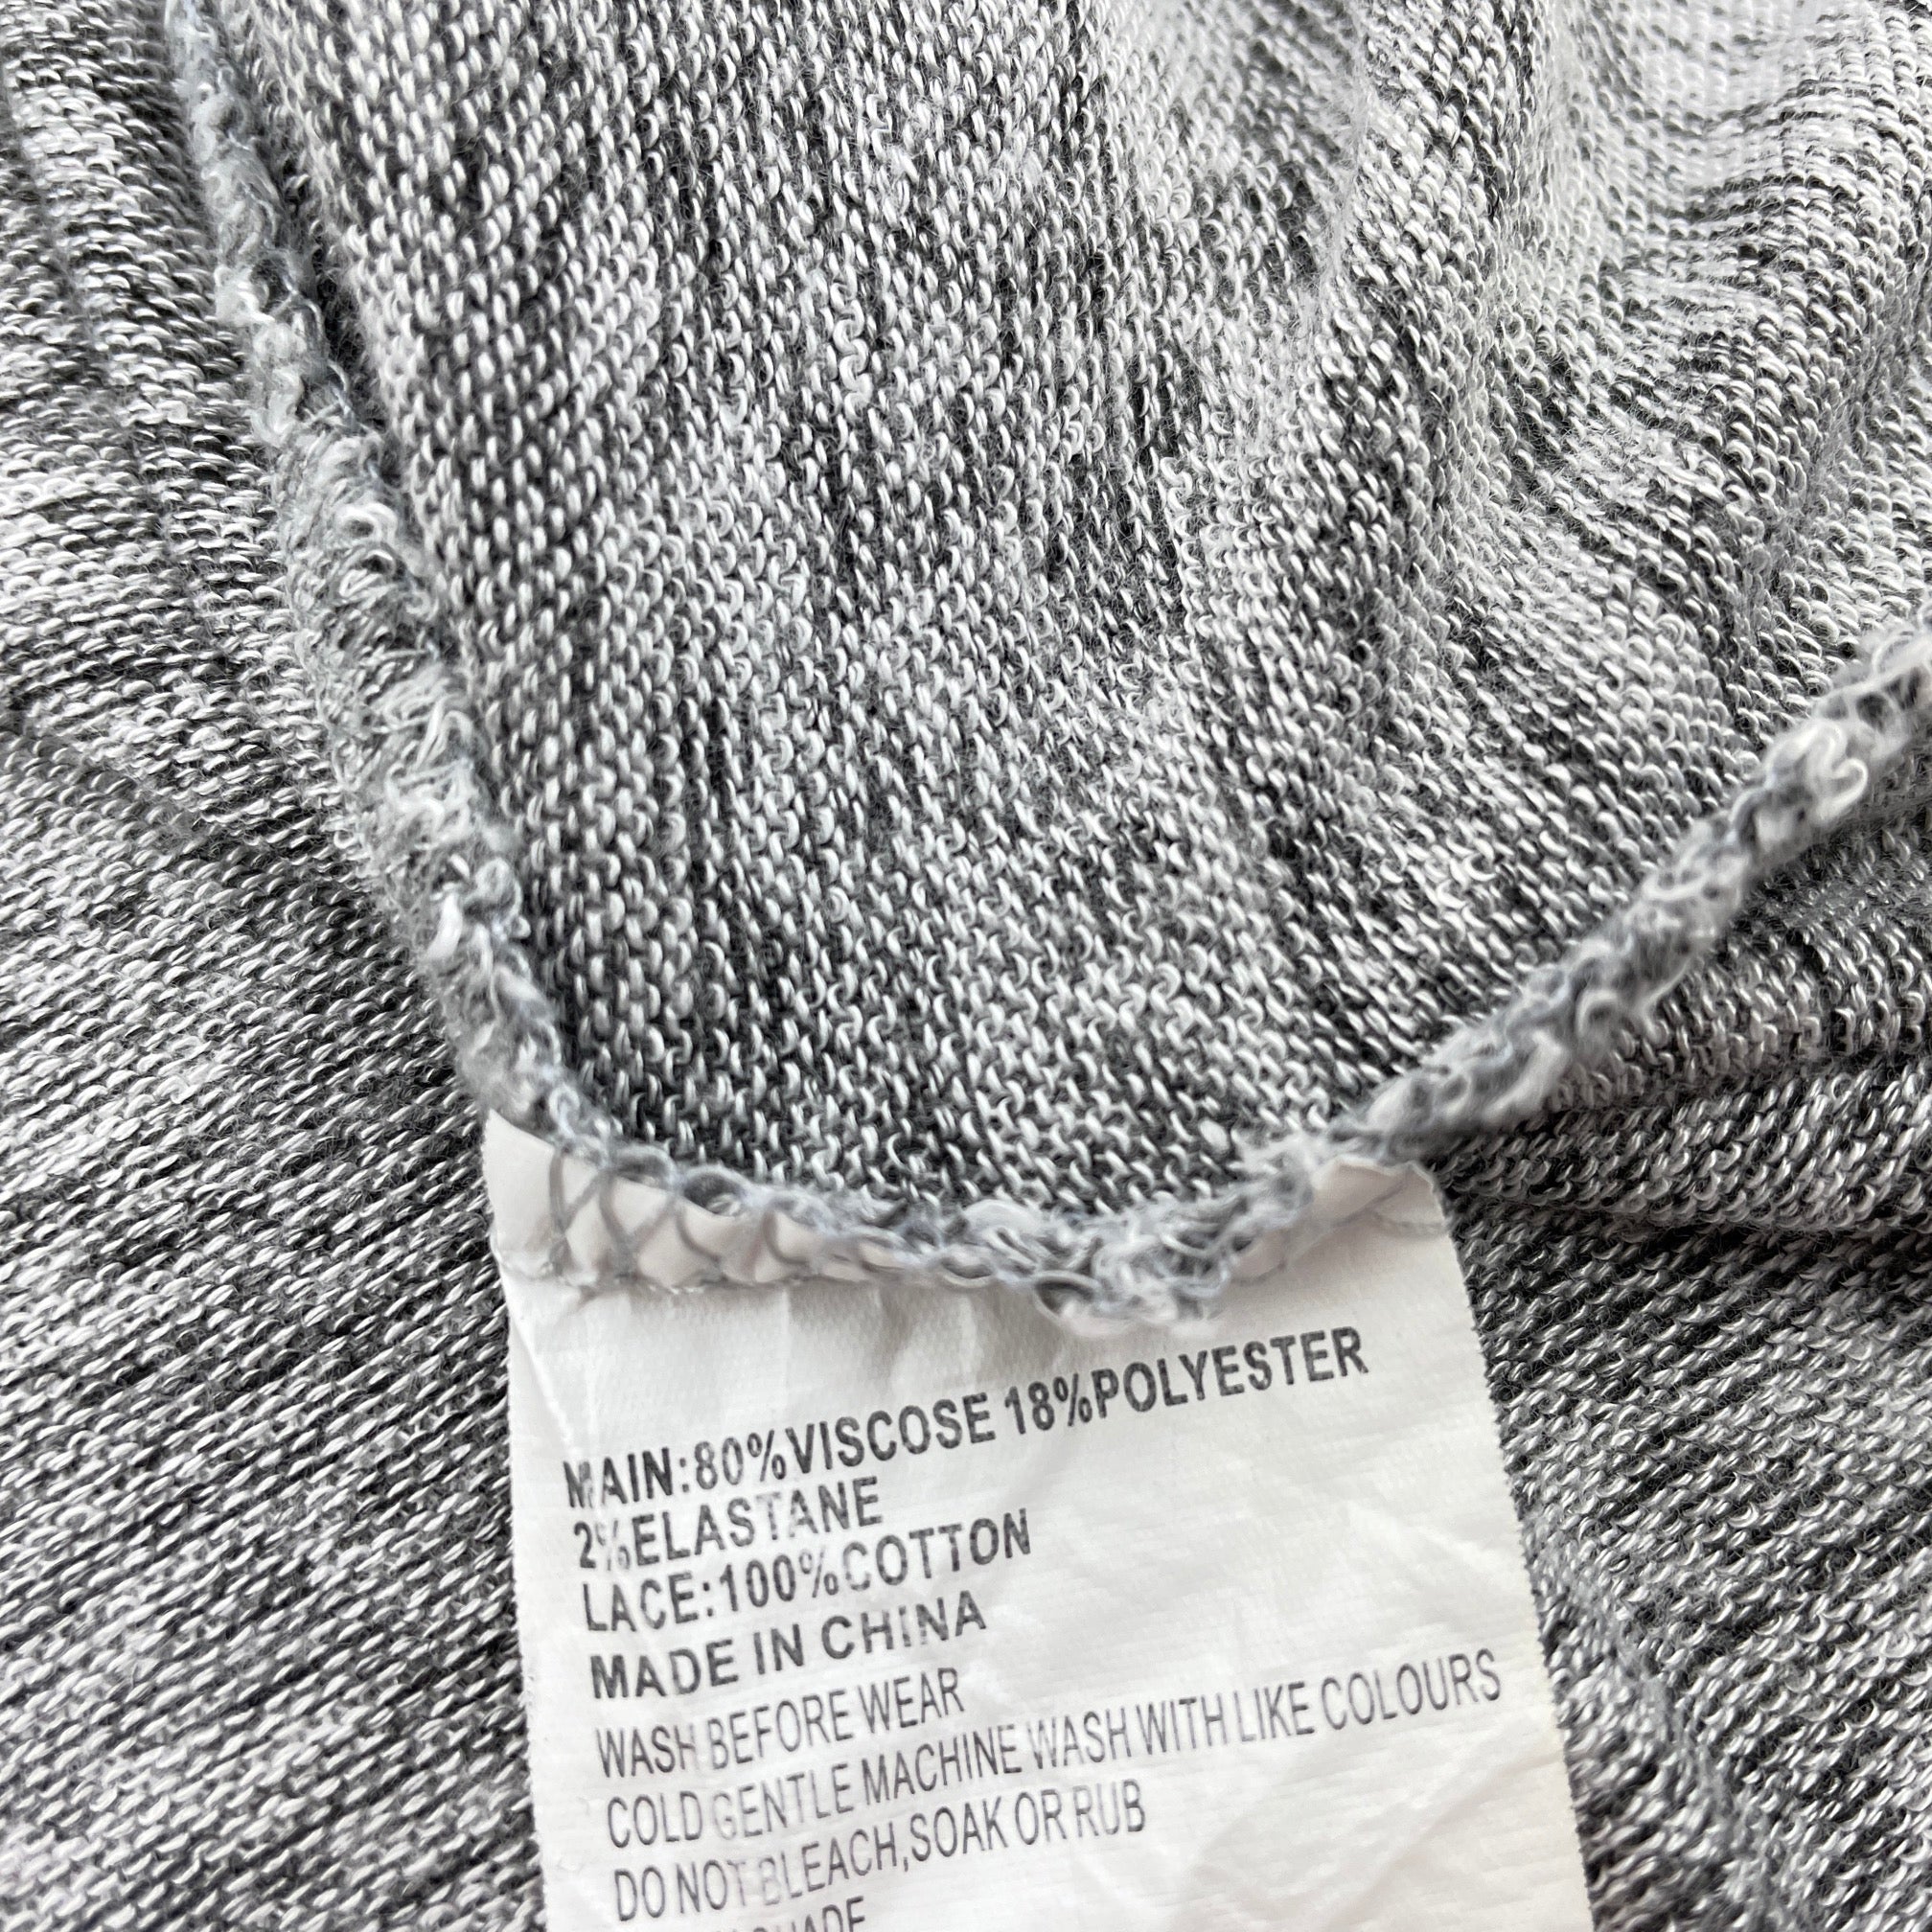 MAIN:80%VISCOSE 18%POLYESTER
2%ELASTANE
LACE:100%COTTON
MADE IN CHINA
WASH BEFORE WEAR
COLD GENTLE MACHINE WASH WITH LIKE COLOURS
DO NOT BLEACH,SOAK OR RUB
SHADE